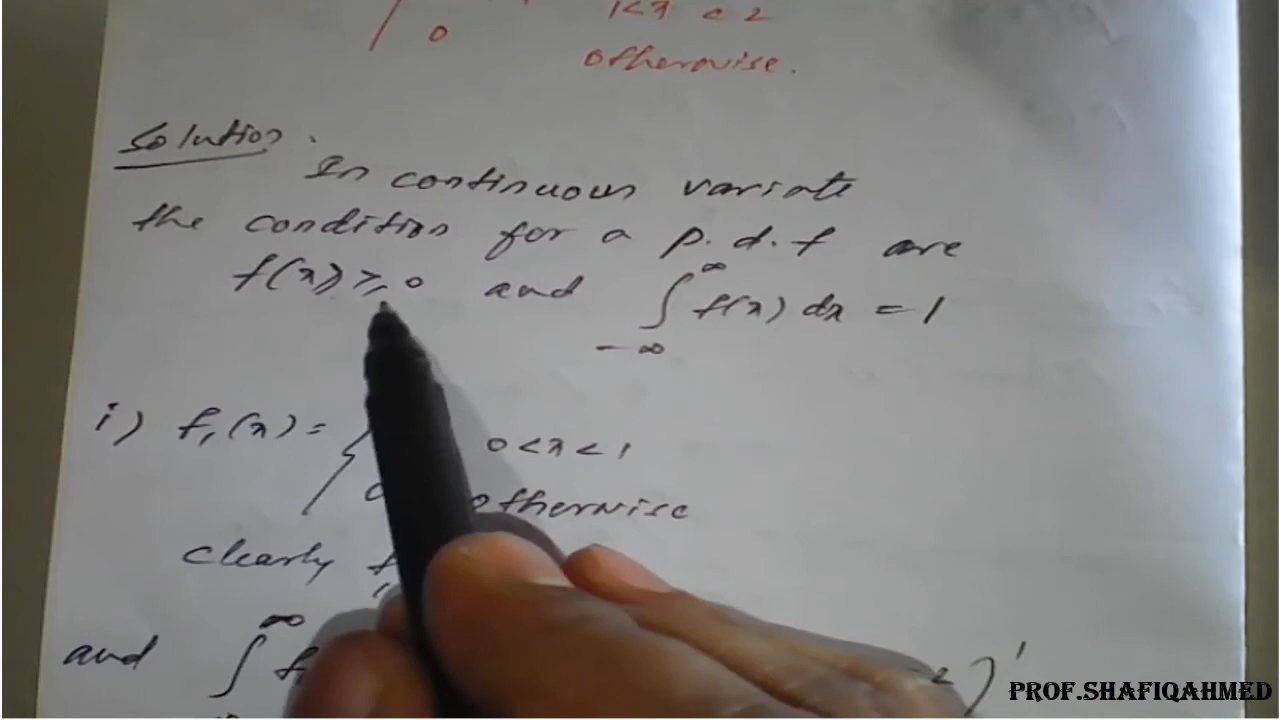 1<x<2
0
otherwise.
Solution.
In continuous variate
the condition for a p.d.f are
f(x) ≥ 0 and ∫_{-∞}^{∞} f(x) dx = 1
i) f₁(x) = { 0<x<1
0 otherwise
clearly f
and ∫ ∞ f
PROF.SHAFIQAHMED